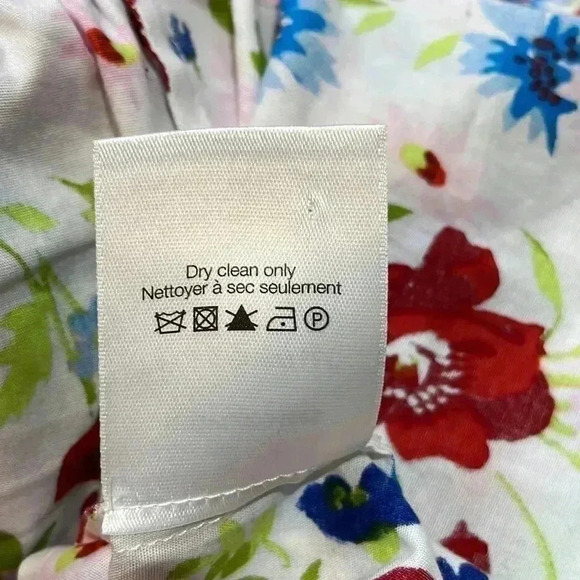 Dry clean only
Nettoyer à sec seulement
P